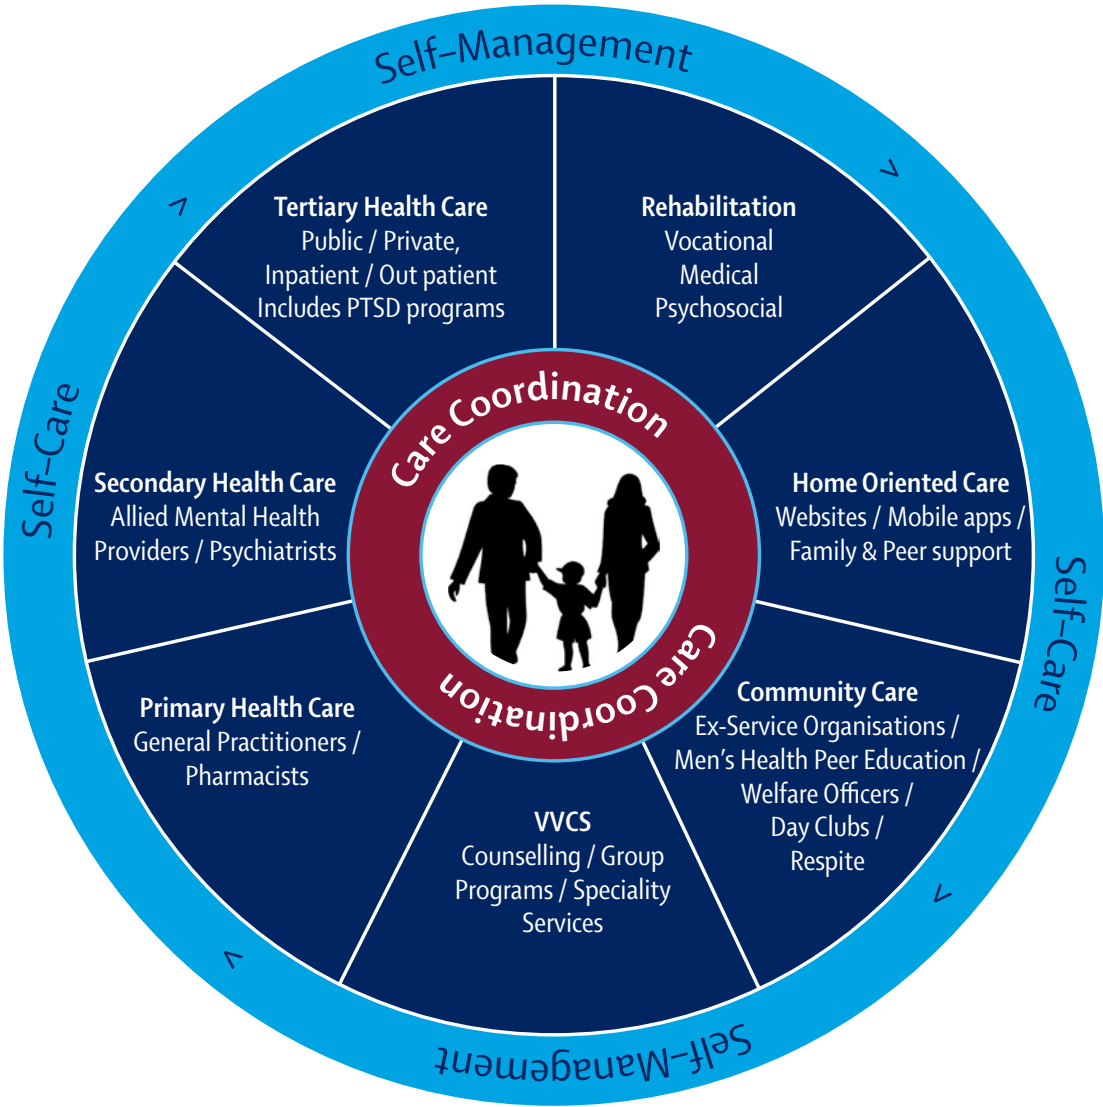 Self–Management
>
Self–Care
>
Self–Management
>
Self–Care
>
Rehabilitation
Vocational
Medical
Psychosocial
Home Oriented Care
Websites / Mobile apps /
Family & Peer support
Community Care
Ex-Service Organisations /
Men’s Health Peer Education /
Welfare Officers /
Day Clubs /
Respite
VVCS
Counselling / Group
Programs / Speciality
Services
Primary Health Care
General Practitioners /
Pharmacists
Secondary Health Care
Allied Mental Health
Providers / Psychiatrists
Tertiary Health Care
Public / Private,
Inpatient / Out patient
Includes PTSD programs
Care Coordination
Care Coordination